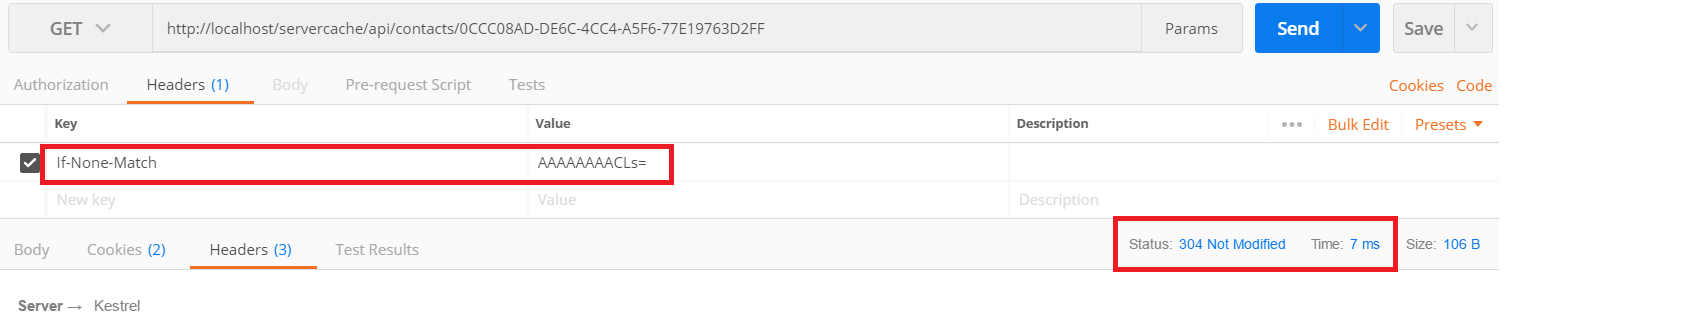 GET http://localhost/servercache/api/contacts/0CCC08AD-DE6C-4CC4-A5F6-77E19763D2FF Params Send Save
Authorization Headers (1) Body Pre-request Script Tests Cookies Code
Key Value Description ••• Bulk Edit Presets
If-None-Match AAAAAAAACLs=
New key Value Description
Body Cookies (2) Headers (3) Test Results Status: 304 Not Modified Time: 7 ms Size: 106 B
Server → Kestrel